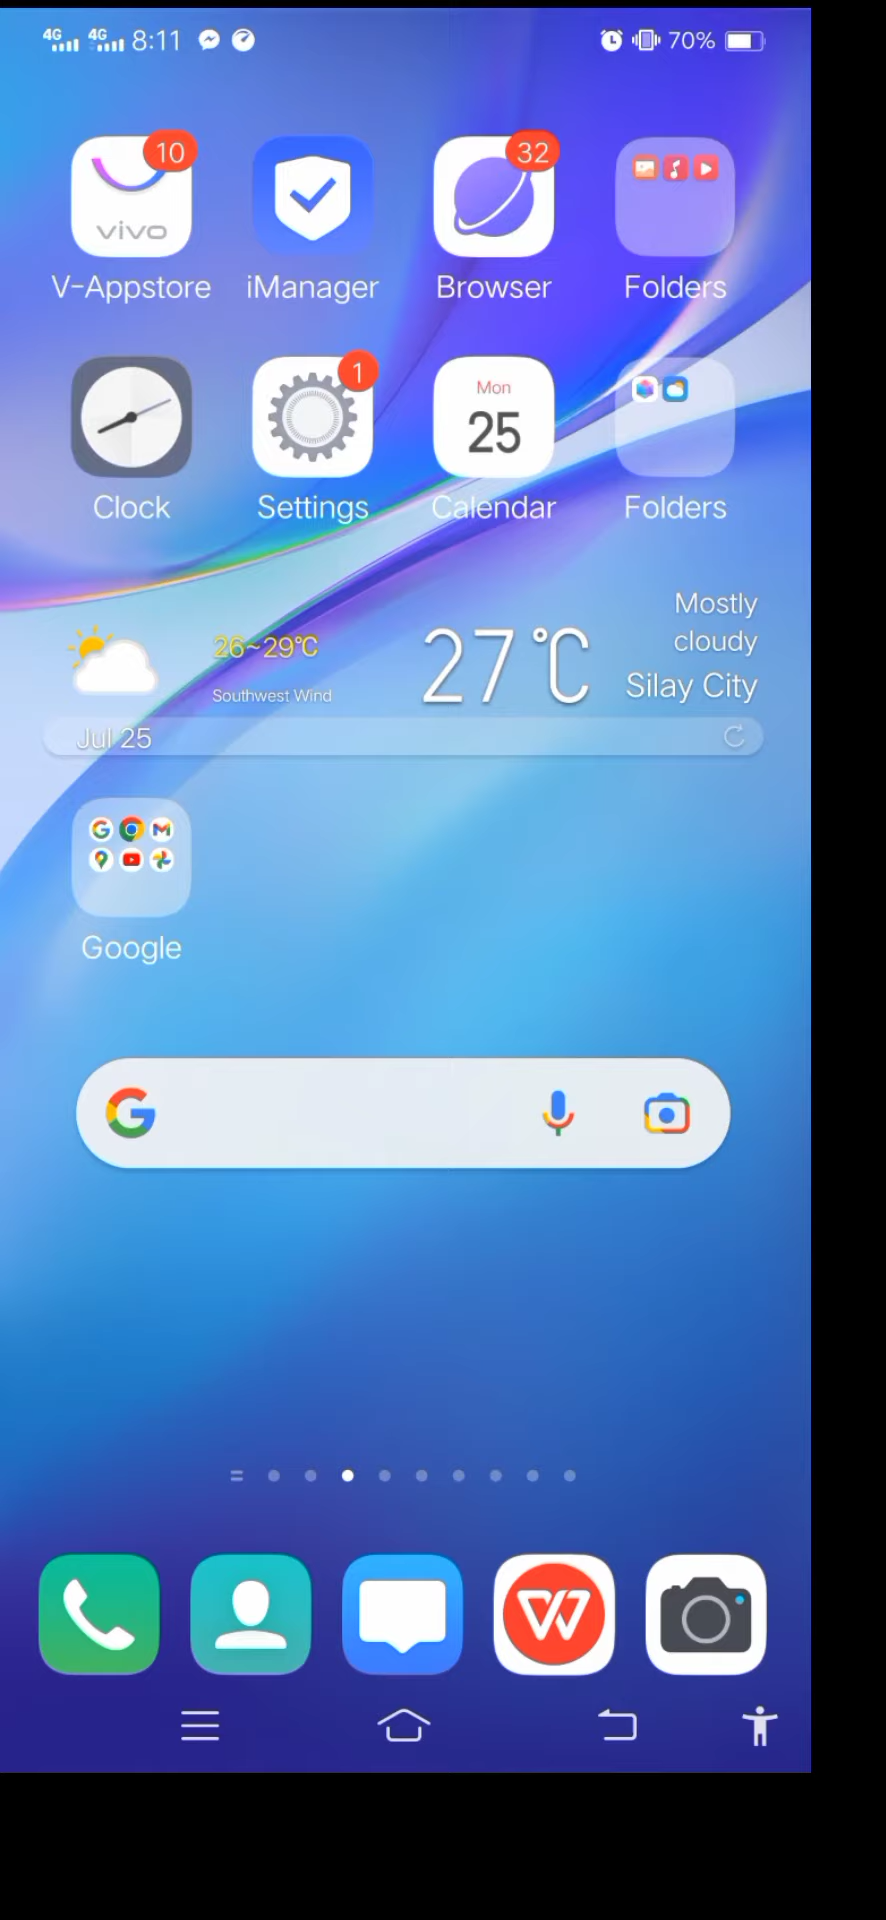 4G 4G 8:11 70%
10 32
vivo
V-Appstore iManager Browser Folders
1
Mon
25
Clock Settings Calendar Folders
Mostly
cloudy
26~29℃ 27℃
Silay City
Southwest Wind
Jul 25
Google